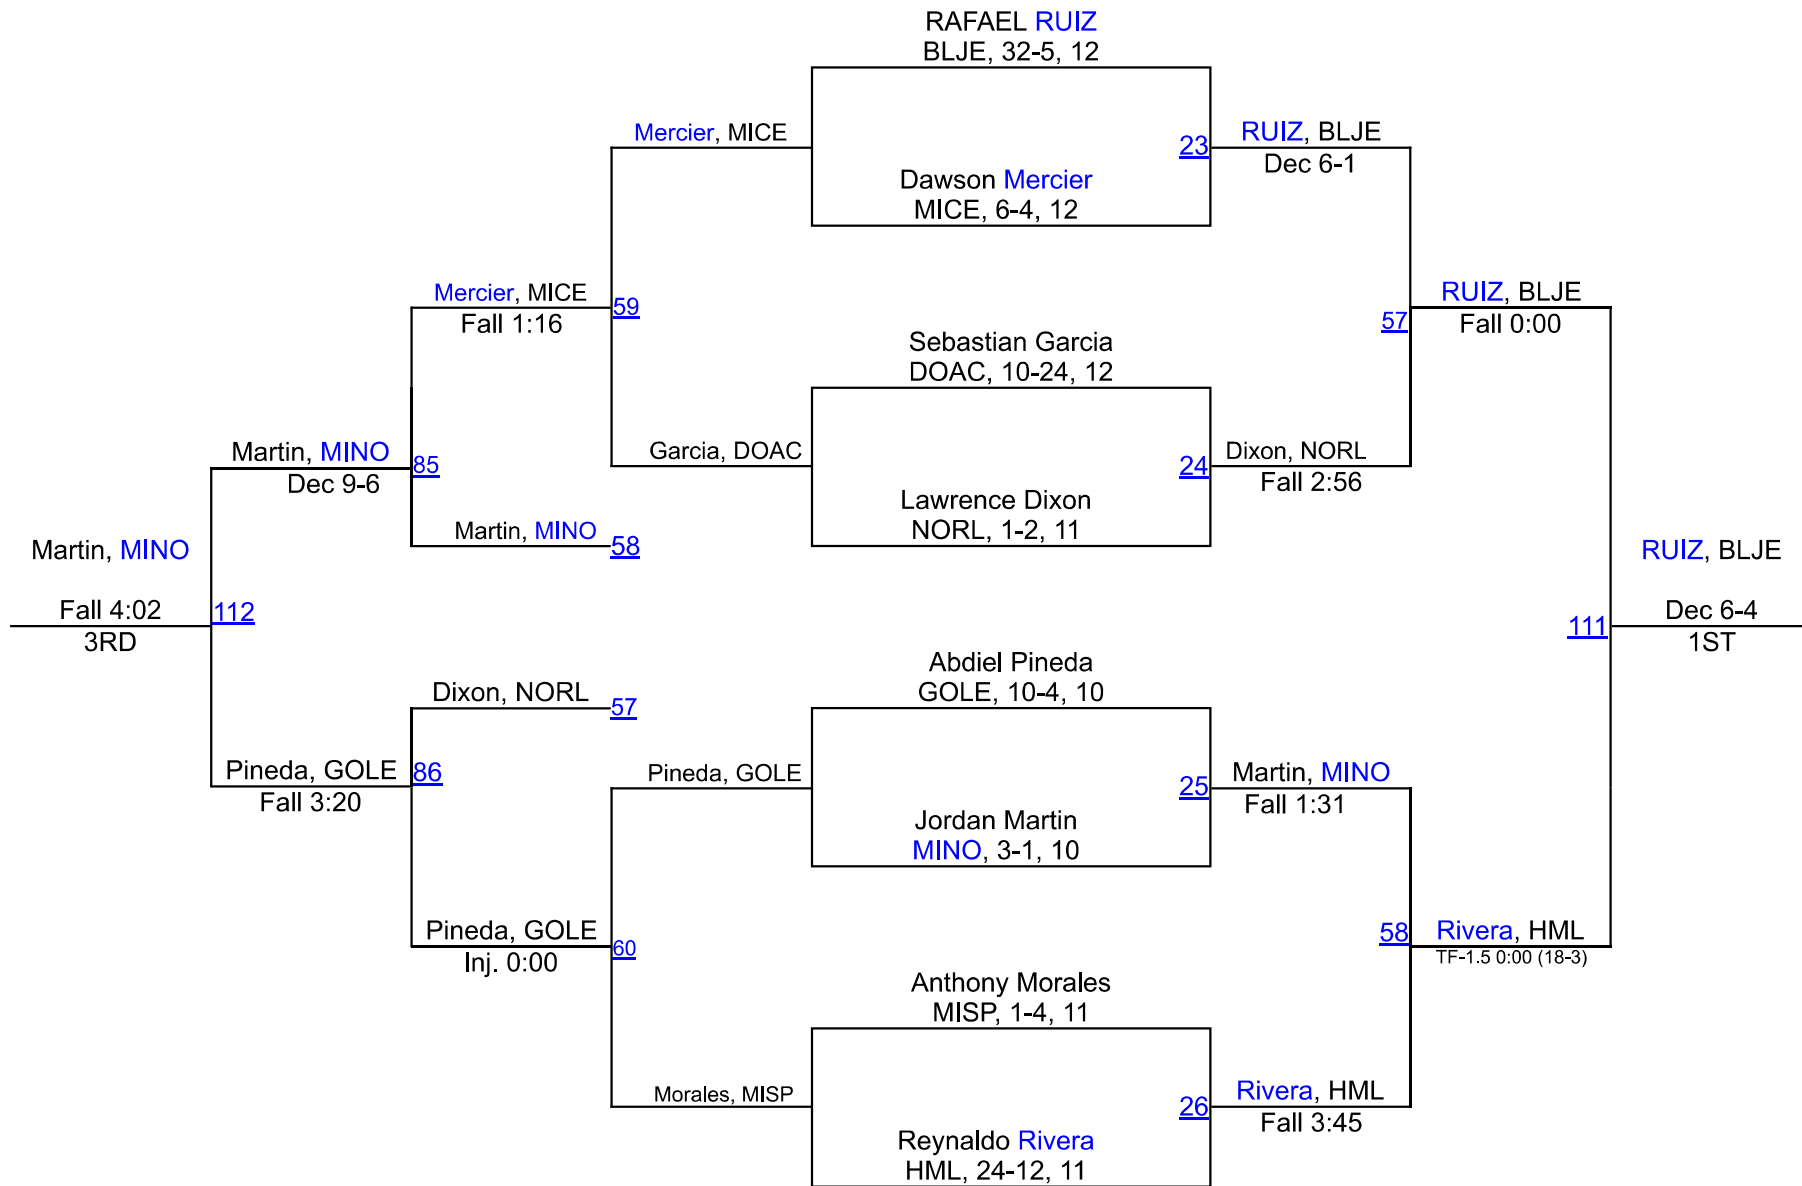 RAFAEL RUIZ
BLJE, 32-5, 12
Mercier, MICE
23
RUIZ, BLJE
Dec 6-1
Dawson Mercier
MICE, 6-4, 12
Mercier, MICE
Fall 1:16
59
57
RUIZ, BLJE
Fall 0:00
Sebastian Garcia
DOAC, 10-24, 12
Martin, MINO
Dec 9-6
85
Garcia, DOAC
24
Dixon, NORL
Fall 2:56
Lawrence Dixon
NORL, 1-2, 11
Martin, MINO
58
Martin, MINO
Fall 4:02
3RD
112
RUIZ, BLJE
111
Dec 6-4
1ST
Abdiel Pineda
GOLE, 10-4, 10
Dixon, NORL
57
Pineda, GOLE
Fall 3:20
86
Pineda, GOLE
25
Martin, MINO
Fall 1:31
Jordan Martin
MINO, 3-1, 10
Pineda, GOLE
Inj. 0:00
60
58
Rivera, HML
TF-1.5 0:00 (18-3)
Anthony Morales
MISP, 1-4, 11
Morales, MISP
26
Rivera, HML
Fall 3:45
Reynaldo Rivera
HML, 24-12, 11